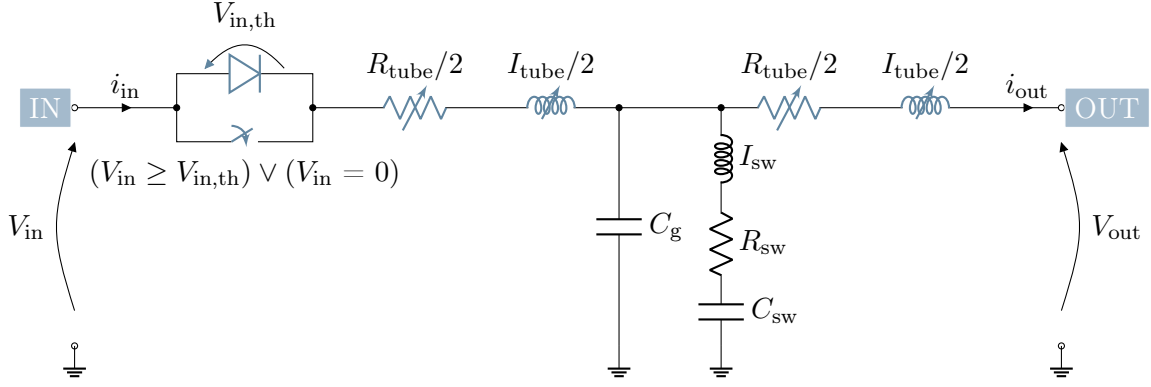 V_in,th
R_tube/2
I_tube/2
R_tube/2
I_tube/2
IN
i_in
i_out
OUT
(V_in ≥ V_in,th) ∨ (V_in = 0)
I_sw
V_in
C_g
R_sw
V_out
C_sw